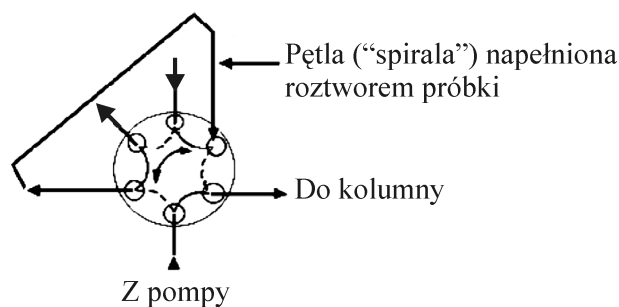 Pętla (“spirala”) napełniona
roztworem próbki
Do kolumny
Z pompy